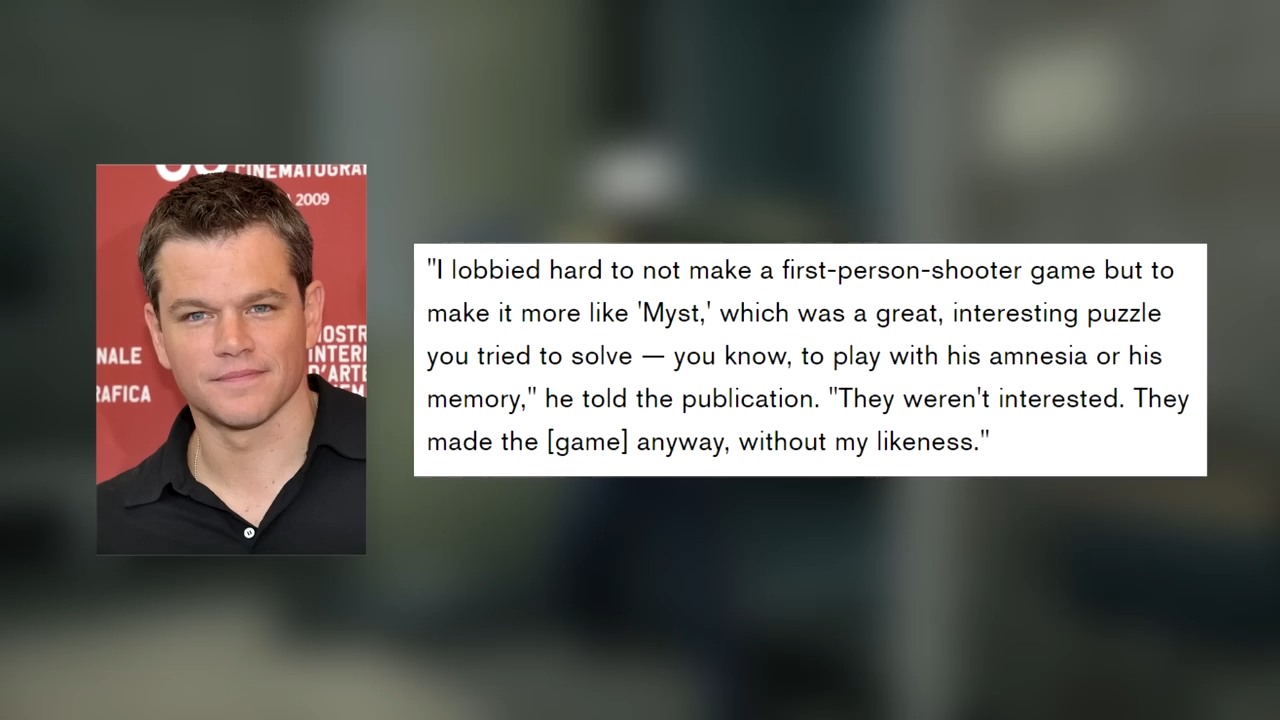 CINEMATOGRA
2009
NALE
RAFICA
MOSTR
INTERN
D'ARTE
"I lobbied hard to not make a first-person-shooter game but to
make it more like 'Myst,' which was a great, interesting puzzle
you tried to solve — you know, to play with his amnesia or his
memory," he told the publication. "They weren't interested. They
made the [game] anyway, without my likeness."